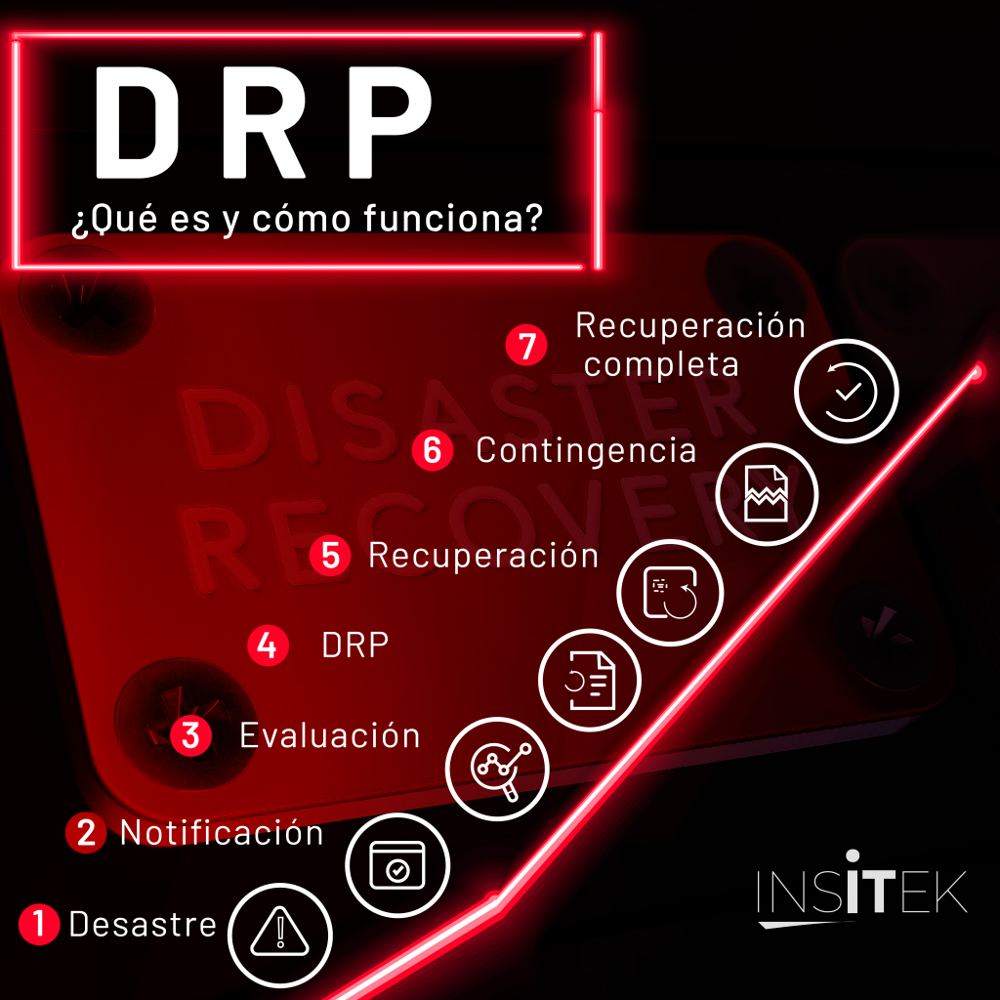 DRP
¿Qué es y cómo funciona?
DISASTER
RECOVERY
7 Recuperación
completa
6 Contingencia
5 Recuperación
4 DRP
3 Evaluación
2 Notificación
1 Desastre
INSiTEK